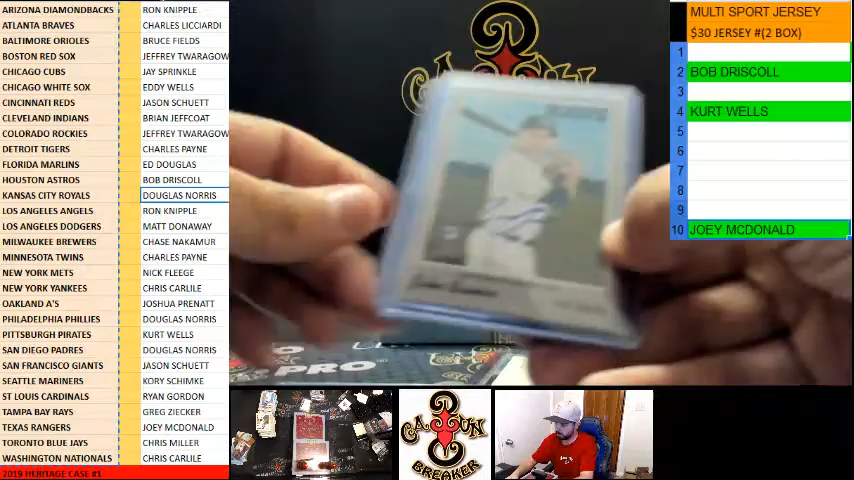 ARIZONA DIAMONDBACKS RON KNIPPLE
ATLANTA BRAVES CHARLES LICCIARDI
BALTIMORE ORIOLES BRUCE FIELDS
BOSTON RED SOX JEFFREY TWARAGOW
CHICAGO CUBS JAY SPRINKLE
CHICAGO WHITE SOX EDDY WELLS
CINCINNATI REDS JASON SCHUETT
CLEVELAND INDIANS BRIAN JEFFCOAT
COLORADO ROCKIES JEFFREY TWARAGOW
DETROIT TIGERS CHARLES PAYNE
FLORIDA MARLINS ED DOUGLAS
HOUSTON ASTROS BOB DRISCOLL
KANSAS CITY ROYALS DOUGLAS NORRIS
LOS ANGELES ANGELS RON KNIPPLE
LOS ANGELES DODGERS MATT DONAWAY
MILWAUKEE BREWERS CHASE NAKAMUR
MINNESOTA TWINS CHARLES PAYNE
NEW YORK METS NICK FLEEGE
NEW YORK YANKEES CHRIS CARLILE
OAKLAND A'S JOSHUA PRENATT
PHILADELPHIA PHILLIES DOUGLAS NORRIS
PITTSBURGH PIRATES KURT WELLS
SAN DIEGO PADRES DOUGLAS NORRIS
SAN FRANCISCO GIANTS JASON SCHUETT
SEATTLE MARINERS KORY SCHIMKE
ST LOUIS CARDINALS RYAN GORDON
TAMPA BAY RAYS GREG ZIECKER
TEXAS RANGERS JOEY MCDONALD
TORONTO BLUE JAYS CHRIS MILLER
WASHINGTON NATIONALS CHRIS CARLILE
2019 HERITAGE CASE #1
MULTI SPORT JERSEY
$30 JERSEY #(2 BOX)
1
2 BOB DRISCOLL
3
4 KURT WELLS
5
6
7
8
9
10 JOEY MCDONALD
PRO
CAJUN
BREAKER